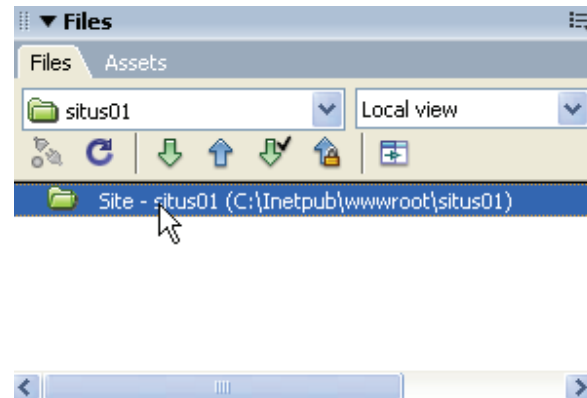 Files
Files Assets
situs01 Local view
Site - situs01 (C:\Inetpub\wwwroot\situs01)